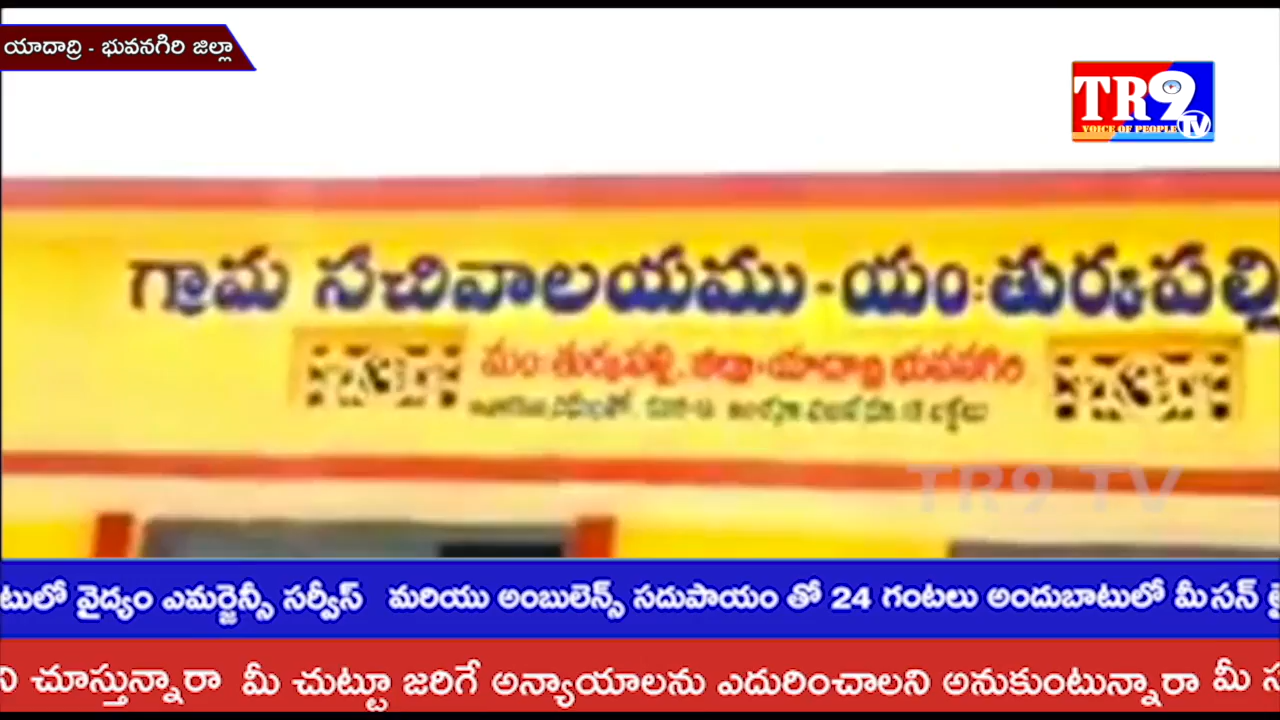 యాదాద్రి - భువనగిరి జిల్లా
TR9
VOICE OF PEOPLE TV
గ్రామ సచివాలయము-యం:తుర్కపల్లి
మం:తుర్కపల్లి, జిల్లా-యాదాద్రి భువనగిరి
TR9 TV
టులో వైద్యం ఎమర్జెన్సీ సర్వీస్ మరియు అంబులెన్స్ సదుపాయం తో 24 గంటలు అందుబాటులో మీ సన్
ని చూస్తున్నారా మీ చుట్టూ జరిగే అన్యాయాలను ఎదురించాలని అనుకుంటున్నారా మీ